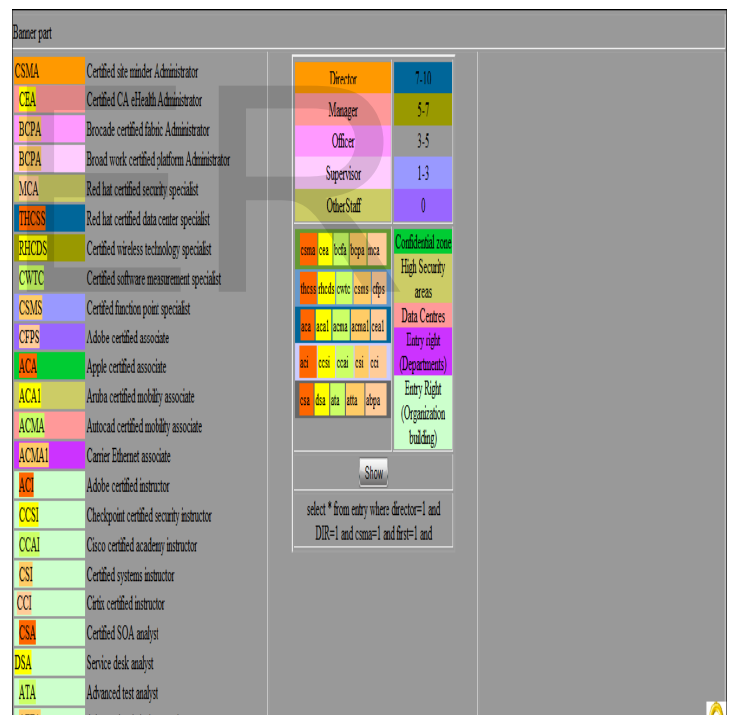 Banner part
CSMA Certified site minder Administrator
CEA Certified CA eHealth Administrator
BCPA Brocade certified fabric Administrator
BCPA Broad work certified platform Administrator
MCA Red hat certified security specialist
THCSS Red hat certified data center specialist
RHCDS Certified wireless technology specialist
CWTC Certified software measurement specialist
CSMS Certifed function point specialist
CFPS Adobe certified associate
ACA Apple certified associate
ACA1 Aruba certified mobility associate
ACMA Autocad certified mobility associate
ACMA1 Carrier Ethernet associate
ACI Adobe certified instructor
CCSI Checkpoint certified security instructor
CCAI Cisco certified academy instructor
CSI Certified systems instructor
CCI Cirtix certified instructor
CSA Certified SOA analyst
DSA Service desk analyst
ATA Advanced test analyst
Director 7-10
Manager 5-7
Officer 3-5
Supervisor 1-3
OtherStaff 0
csma cea bcfa bcpa mca
thcss rhcds cwtc csms cfps
aca aca1 acma acma1 cea1
aci ccsi ccai csi cci
csa dsa ata atta abpa
Confidential zone
High Security
areas
Data Centres
Entry right
(Departments)
Entry Right
(Organization
building)
Show
select * from entry where director=1 and
DIR=1 and csma=1 and first=1 and
ER